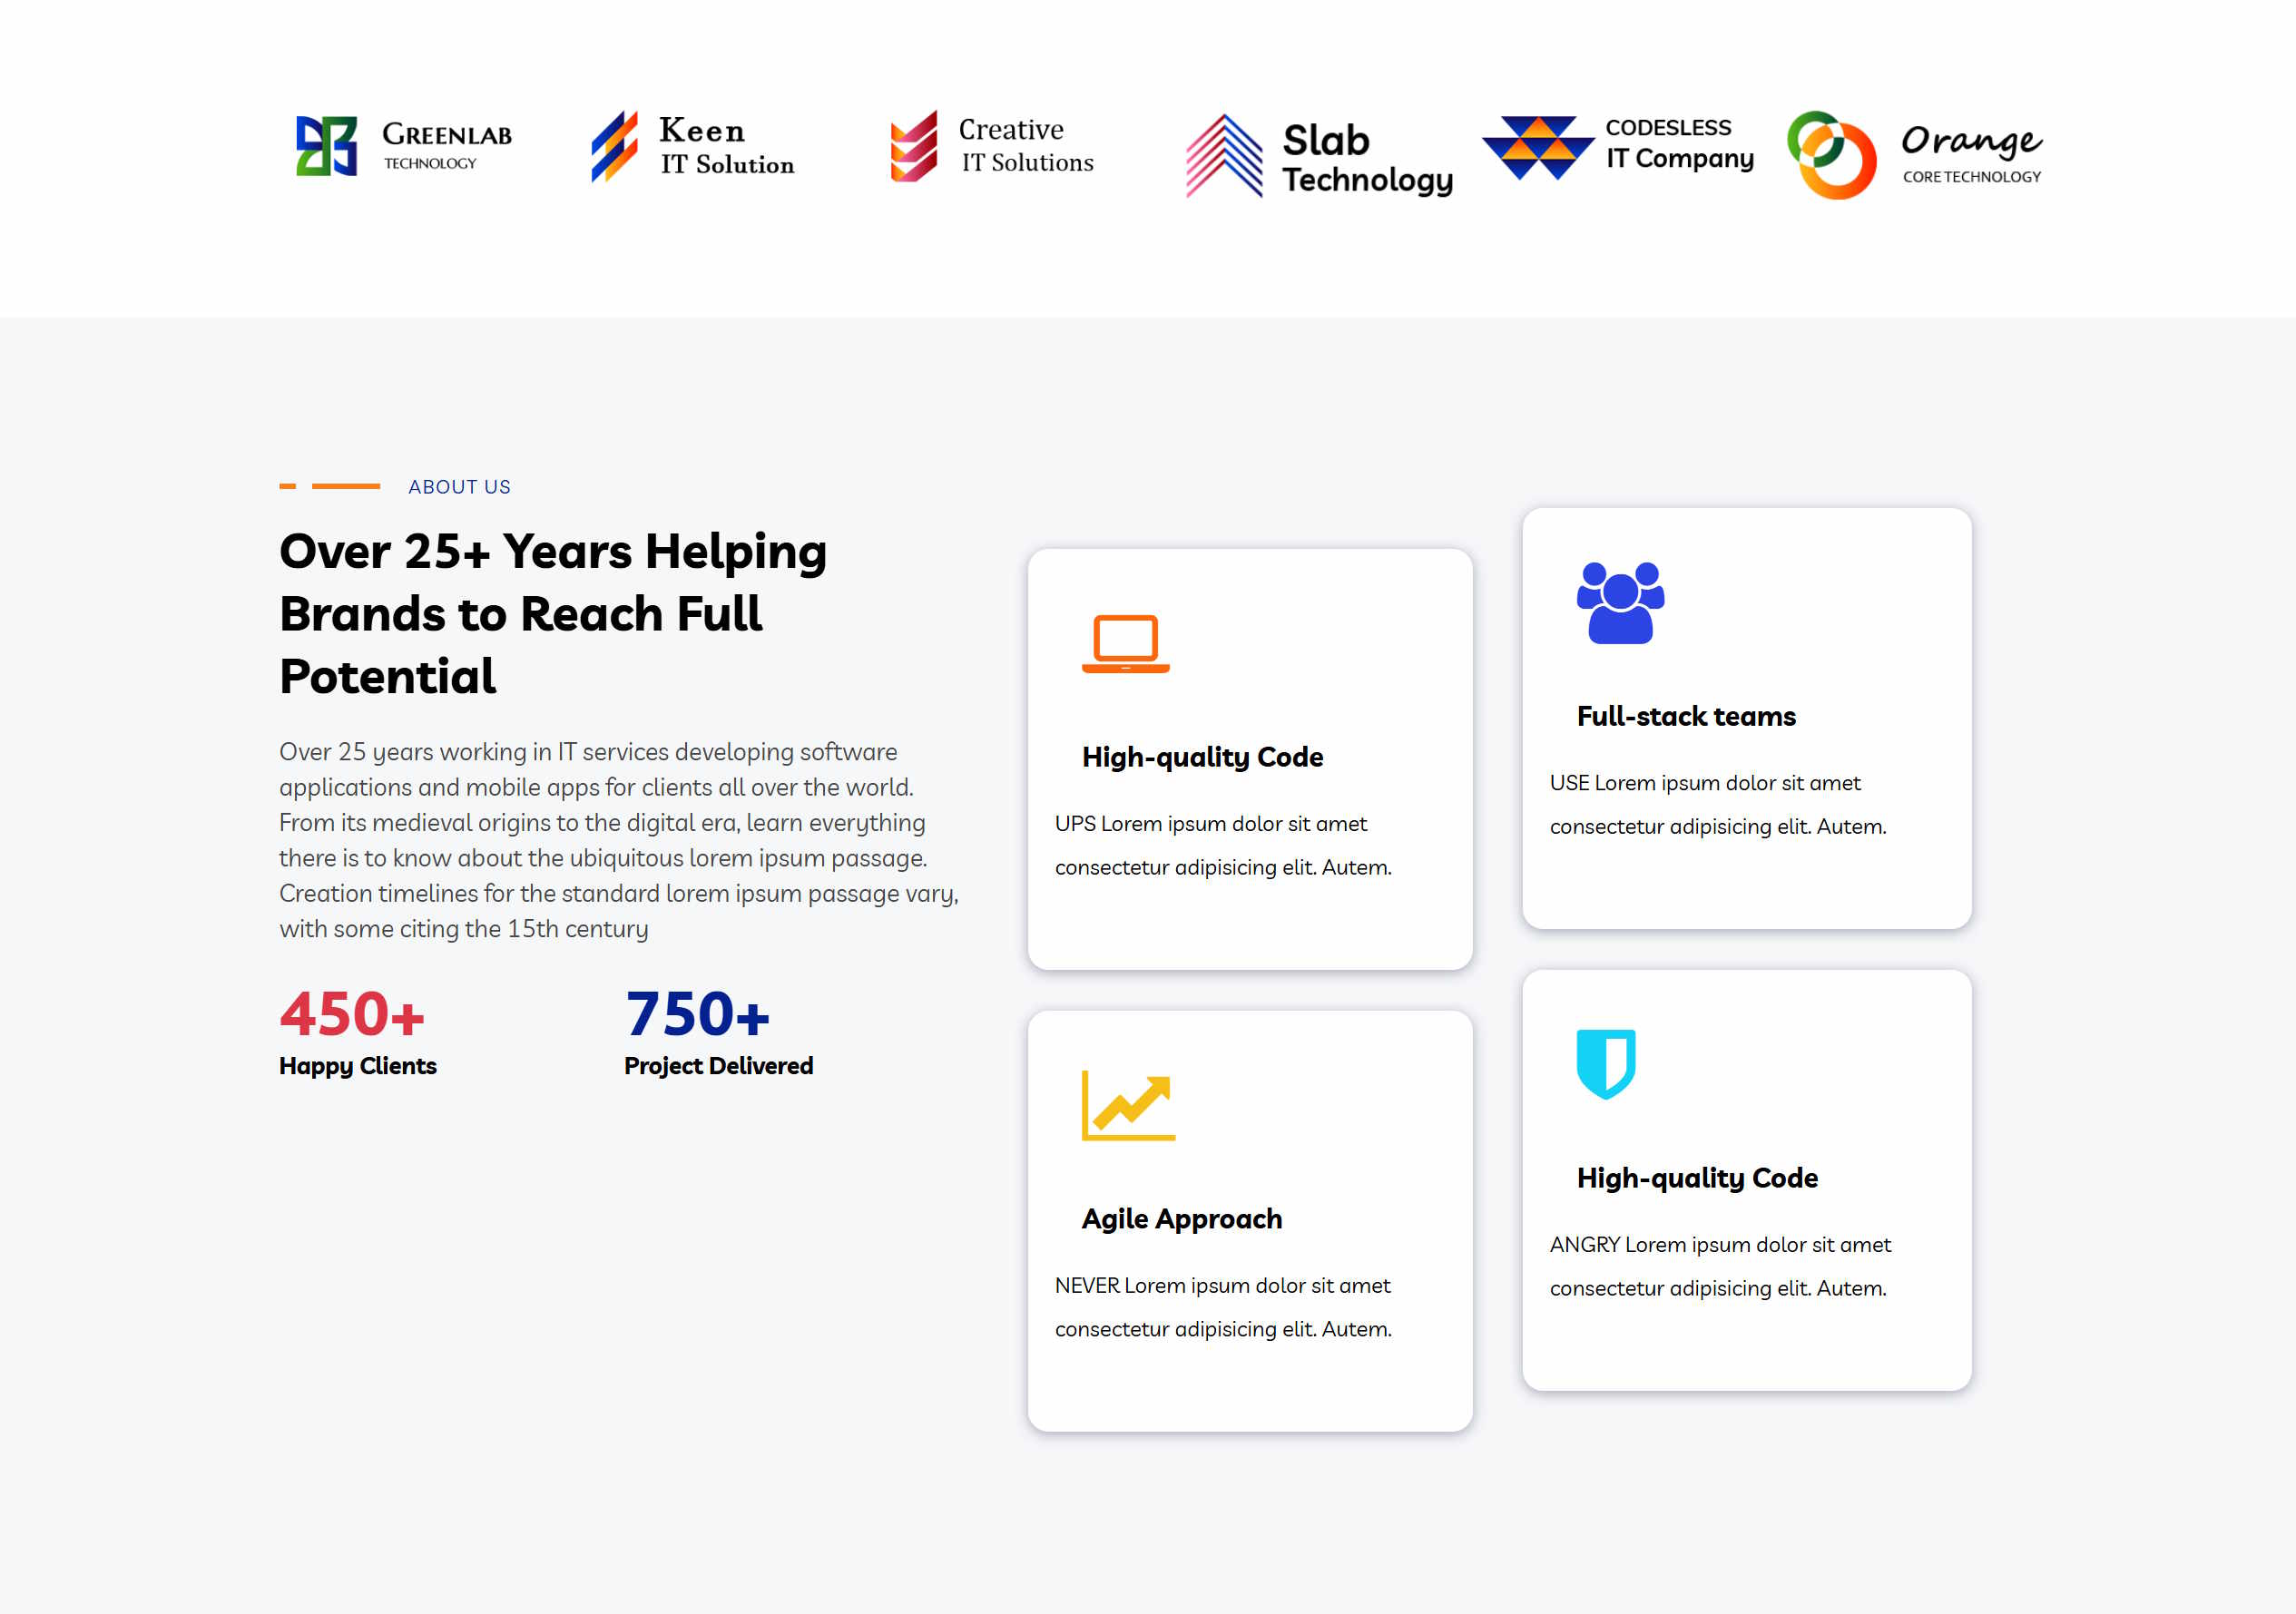 GREENLAB
TECHNOLOGY
Keen
IT Solution
Creative
IT Solutions
Slab
Technology
CODESLESS
IT Company
Orange
CORE TECHNOLOGY
ABOUT US
Over 25+ Years Helping
Brands to Reach Full
Potential
Over 25 years working in IT services developing software
applications and mobile apps for clients all over the world.
From its medieval origins to the digital era, learn everything
there is to know about the ubiquitous lorem ipsum passage.
Creation timelines for the standard lorem ipsum passage vary,
with some citing the 15th century
450+
Happy Clients
750+
Project Delivered
High-quality Code
UPS Lorem ipsum dolor sit amet
consectetur adipisicing elit. Autem.
Full-stack teams
USE Lorem ipsum dolor sit amet
consectetur adipisicing elit. Autem.
Agile Approach
NEVER Lorem ipsum dolor sit amet
consectetur adipisicing elit. Autem.
High-quality Code
ANGRY Lorem ipsum dolor sit amet
consectetur adipisicing elit. Autem.